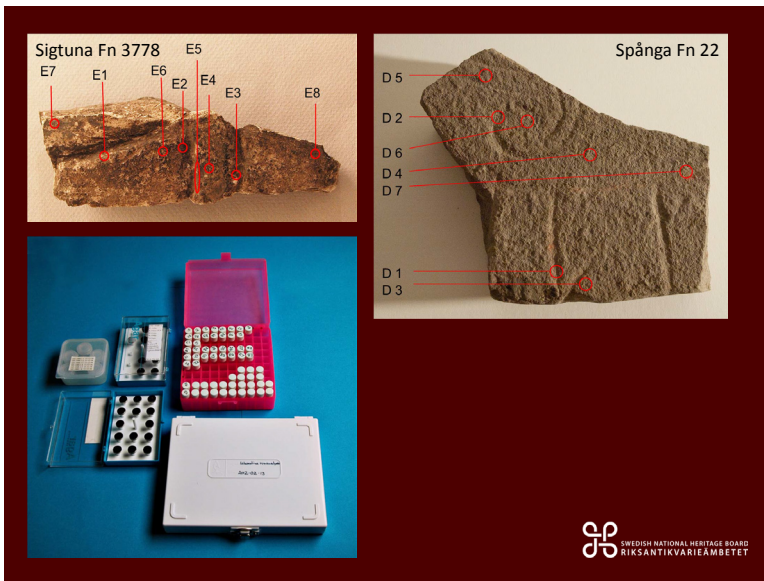 Sigtuna Fn 3778
E5
E7
E1
E6
E2
E4
E3
E8
Spånga Fn 22
D 5
D 2
D 6
D 4
D 7
D 1
D 3
SWEDISH NATIONAL HERITAGE BOARD
RIKSANTIKVARIEÄMBETET